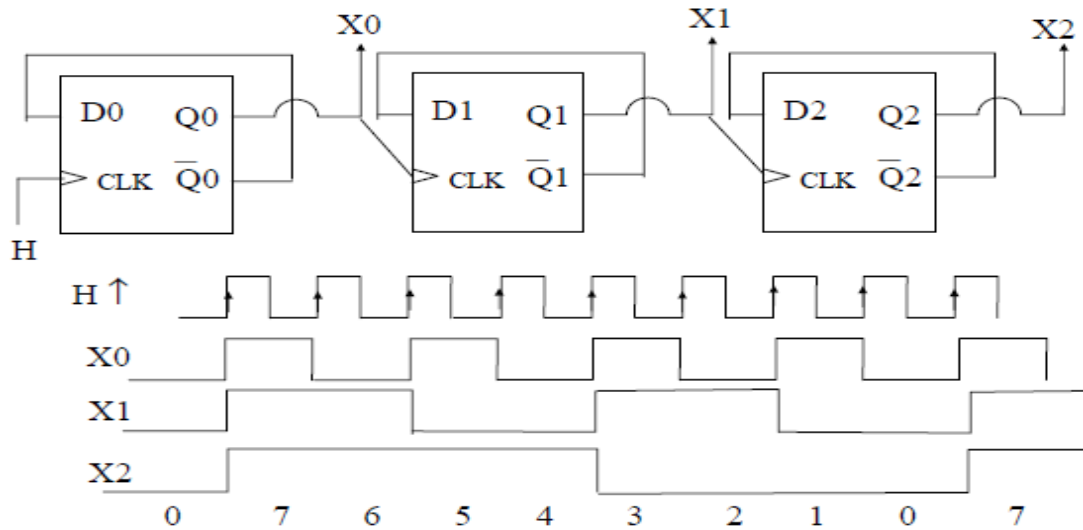 X0 X1 X2
D0 Q0 D1 Q1 D2 Q2
CLK Q̅0 CLK Q̅1 CLK Q̅2
H
H ↑
X0
X1
X2
0 7 6 5 4 3 2 1 0 7